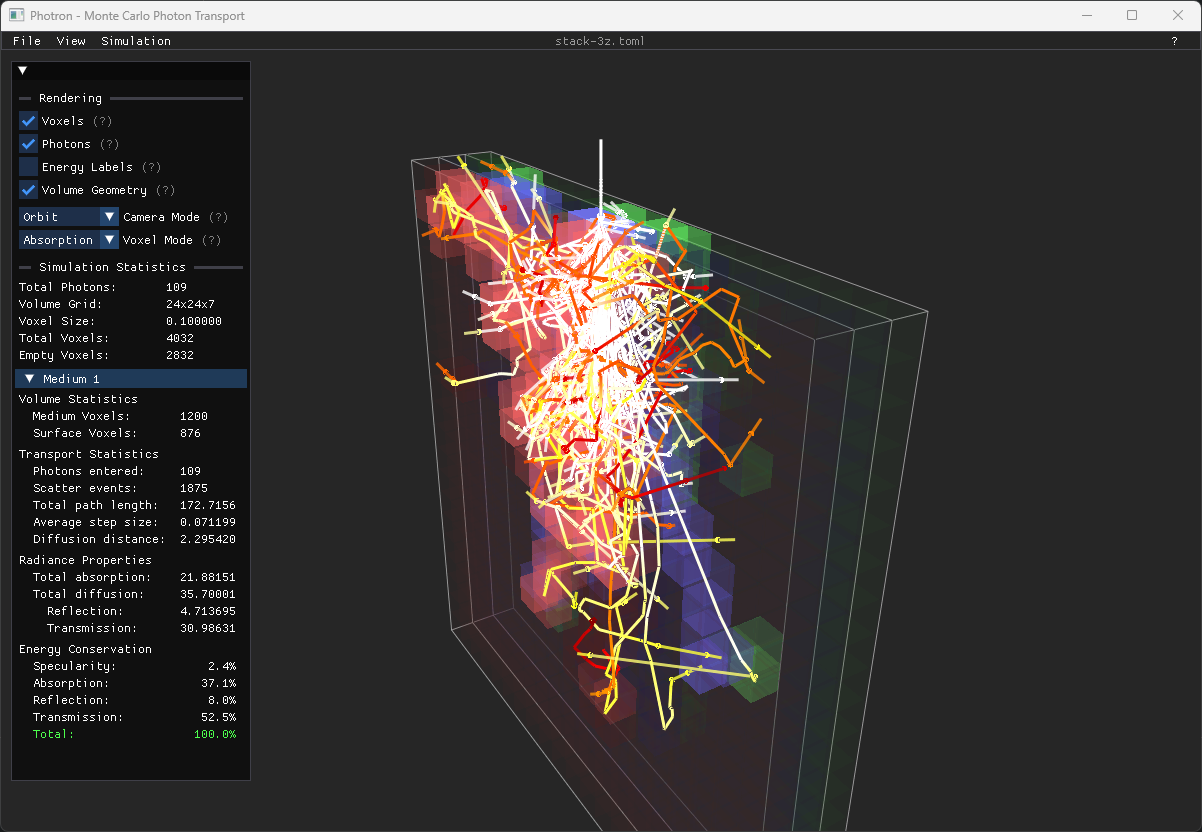 Photron - Monte Carlo Photon Transport
File View Simulation stack-3z.toml ?
Rendering
Voxels (?)
Photons (?)
Energy Labels (?)
Volume Geometry (?)
Orbit Camera Mode (?)
Absorption Voxel Mode (?)
Simulation Statistics
Total Photons: 109
Volume Grid: 24x24x7
Voxel Size: 0.100000
Total Voxels: 4032
Empty Voxels: 2832
Medium 1
Volume Statistics
Medium Voxels: 1200
Surface Voxels: 876
Transport Statistics
Photons entered: 109
Scatter events: 1875
Total path length: 172.7156
Average step size: 0.071199
Diffusion distance: 2.295420
Radiance Properties
Total absorption: 21.88151
Total diffusion: 35.70001
Reflection: 4.713695
Transmission: 30.98631
Energy Conservation
Specularity: 2.4%
Absorption: 37.1%
Reflection: 8.0%
Transmission: 52.5%
Total: 100.0%